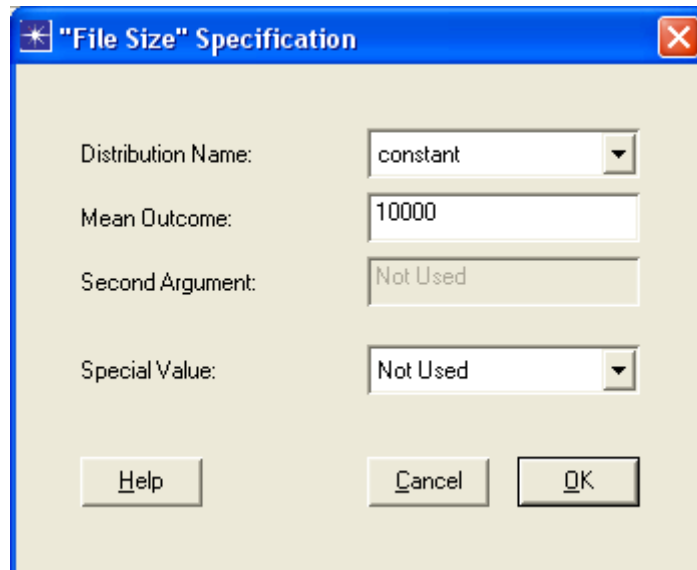 "File Size" Specification
Distribution Name: constant
Mean Outcome: 10000
Second Argument: Not Used
Special Value: Not Used
Help Cancel OK